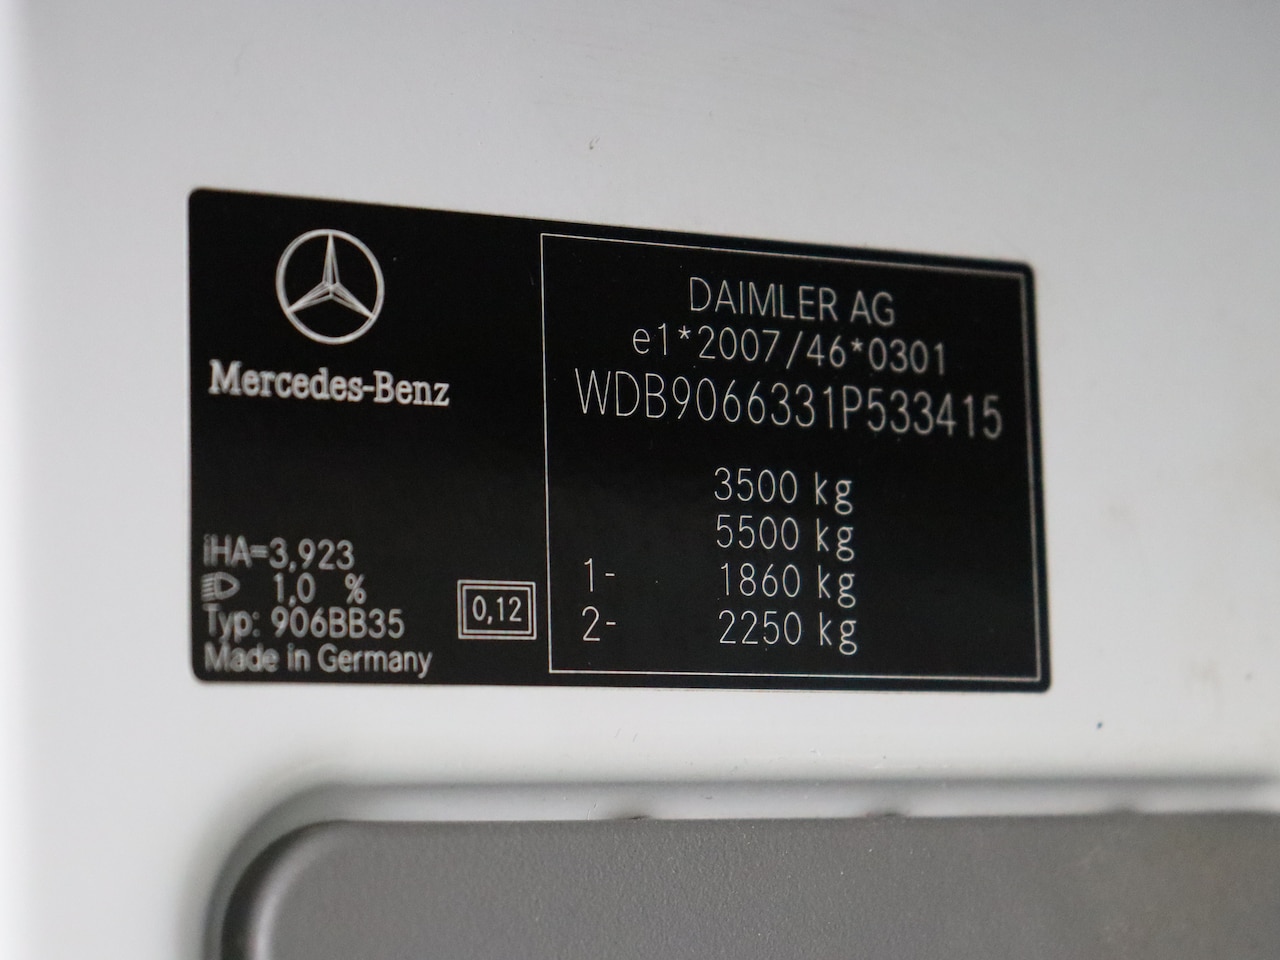 Mercedes-Benz
iHA=3,923
1,0 %
Typ: 906BB35
Made in Germany
0,12
DAIMLER AG
e1*2007/46*0301
WDB9066331P533415
3500 kg
5500 kg
1- 1860 kg
2- 2250 kg